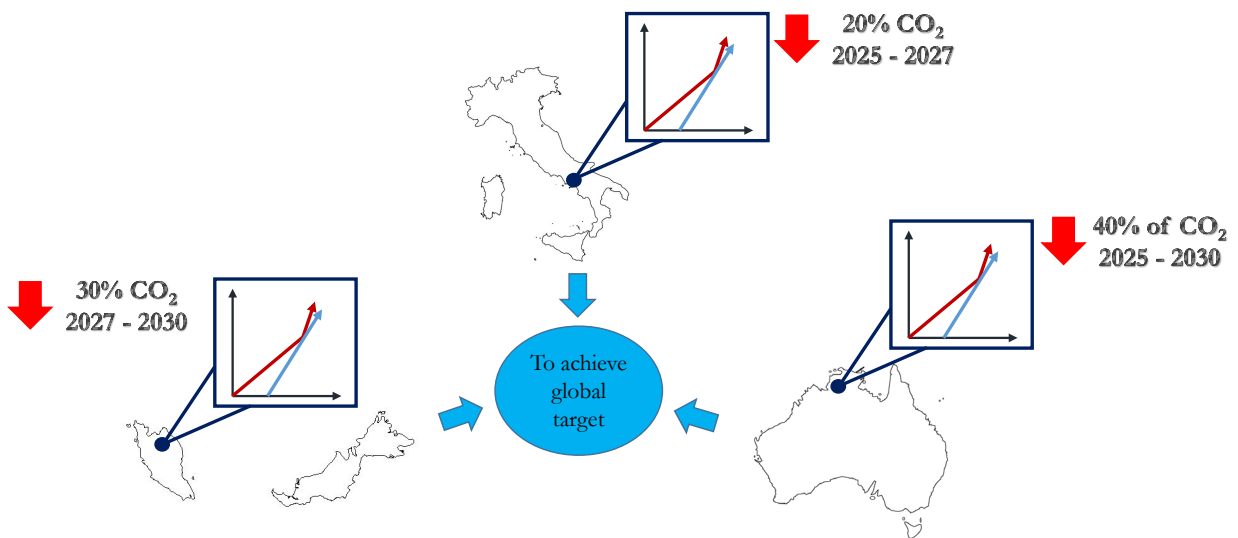 20% CO₂
2025 - 2027
40% of CO₂
2025 - 2030
30% CO₂
2027 - 2030
To achieve
global
target